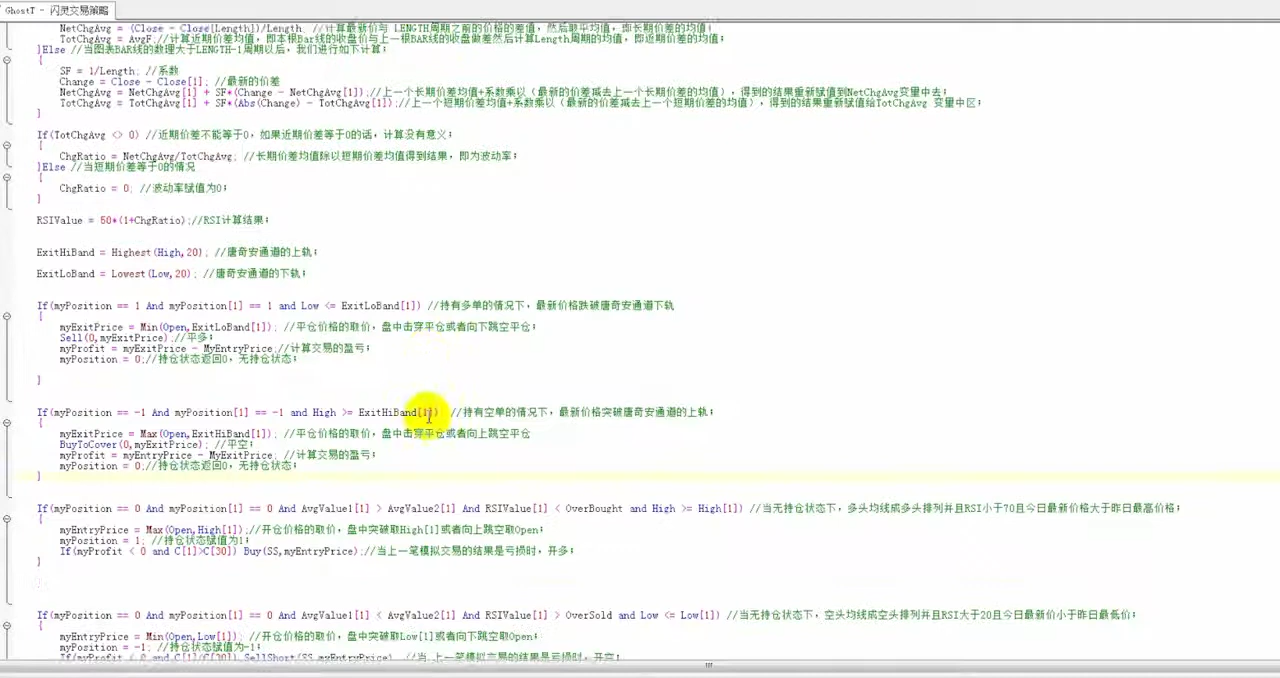 GhostT - 闪灵交易策略
NetChgAvg = (Close - Close[Length])/Length; //计算最新价与 LENGTH周期之前的价格的差值，然后取平均值，即长期价差的均值；
TotChgAvg = AvgF;//计算近期价差均值，即本根Bar线的收盘价与上一根BAR的收盘做差然后计算Length周期的均值，即近期价差的均值；
}Else //当图表BAR线的数理大于LENGTH-1周期以后，我们进行如下计算；
{
SF = 1/Length; //系数
Change = Close - Close[1]; //最新的价差
NetChgAvg = NetChgAvg[1] + SF*(Change - NetChgAvg[1]);//上一个长期价差均值+系数乘以（最新的价差减去上一个长期价差的均值），得到的结果重新赋值到NetChgAvg变量中去；
TotChgAvg = TotChgAvg[1] + SF*(Abs(Change) - TotChgAvg[1]);//上一个短期价差均值+系数乘以（最新的价差减去上一个短期价差的均值），得到的结果重新赋值给TotChgAvg 变量中区；
}
If(TotChgAvg <> 0) //近期价差不能等于0，如果近期价差等于0的话，计算没有意义；
{
ChgRatio = NetChgAvg/TotChgAvg; //长期价差均值除以短期价差均值得到结果，即为波动率；
}Else //当短期价差等于0的情况
{
ChgRatio = 0; //波动率赋值为0；
}
RSIValue = 50*(1+ChgRatio);//RSI计算结果；
ExitHiBand = Highest(High,20); //唐奇安通道的上轨；
ExitLoBand = Lowest(Low,20); //唐奇安通道的下轨；
If(myPosition == 1 And myPosition[1] == 1 and Low <= ExitLoBand[1]) //持有多单的情况下，最新价格跌破唐奇安通道下轨
{
myExitPrice = Min(Open,ExitLoBand[1]); //平仓价格的取价，盘中击穿平仓或者向下跳空平仓；
Sell(0,myExitPrice);//平多；
myProfit = myExitPrice - MyEntryPrice;//计算交易的盈亏；
myPosition = 0;//持仓状态返回0，无持仓状态；
}
If(myPosition == -1 And myPosition[1] == -1 and High >= ExitHiBand[1]) //持有空单的情况下，最新价格突破唐奇安通道的上轨；
{
myExitPrice = Max(Open,ExitHiBand[1]); //平仓价格的取价，盘中击穿平仓或者向上跳空平仓
BuyToCover(0,myExitPrice); //平空；
myProfit = myEntryPrice - MyExitPrice; //计算交易的盈亏；
myPosition = 0;//持仓状态返回0，无持仓状态；
}
If(myPosition == 0 And myPosition[1] == 0 And AvgValue1[1] > AvgValue2[1] And RSIValue[1] < OverBought and High >= High[1]) //当无持仓状态下，多头均线成多头排列并且RSI小于70且今日最新价格大于昨日最高价格；
{
myEntryPrice = Max(Open,High[1]);//开仓价格的取价，盘中突破取High[1]或者向上跳空取Open；
myPosition = 1; //持仓状态赋值为1；
If(myProfit < 0 and C[1]>C[30]) Buy(SS,myEntryPrice);//当上一笔模拟交易的结果是亏损时，开多；
}
If(myPosition == 0 And myPosition[1] == 0 And AvgValue1[1] < AvgValue2[1] And RSIValue[1] > OverSold and Low <= Low[1]) //当无持仓状态下，空头均线成空头排列并且RSI大于20且今日最新价小于昨日最低价；
{
myEntryPrice = Min(Open,Low[1]); //开仓价格的取价，盘中突破取Low[1]或者向下跳空取Open；
myPosition = -1; //持仓状态赋值为-1；
If(myProfit < 0 and C[1]<C[30]) SellShort(SS,myEntryPrice); //当 上一笔模拟交易的结果是亏损时，开空；